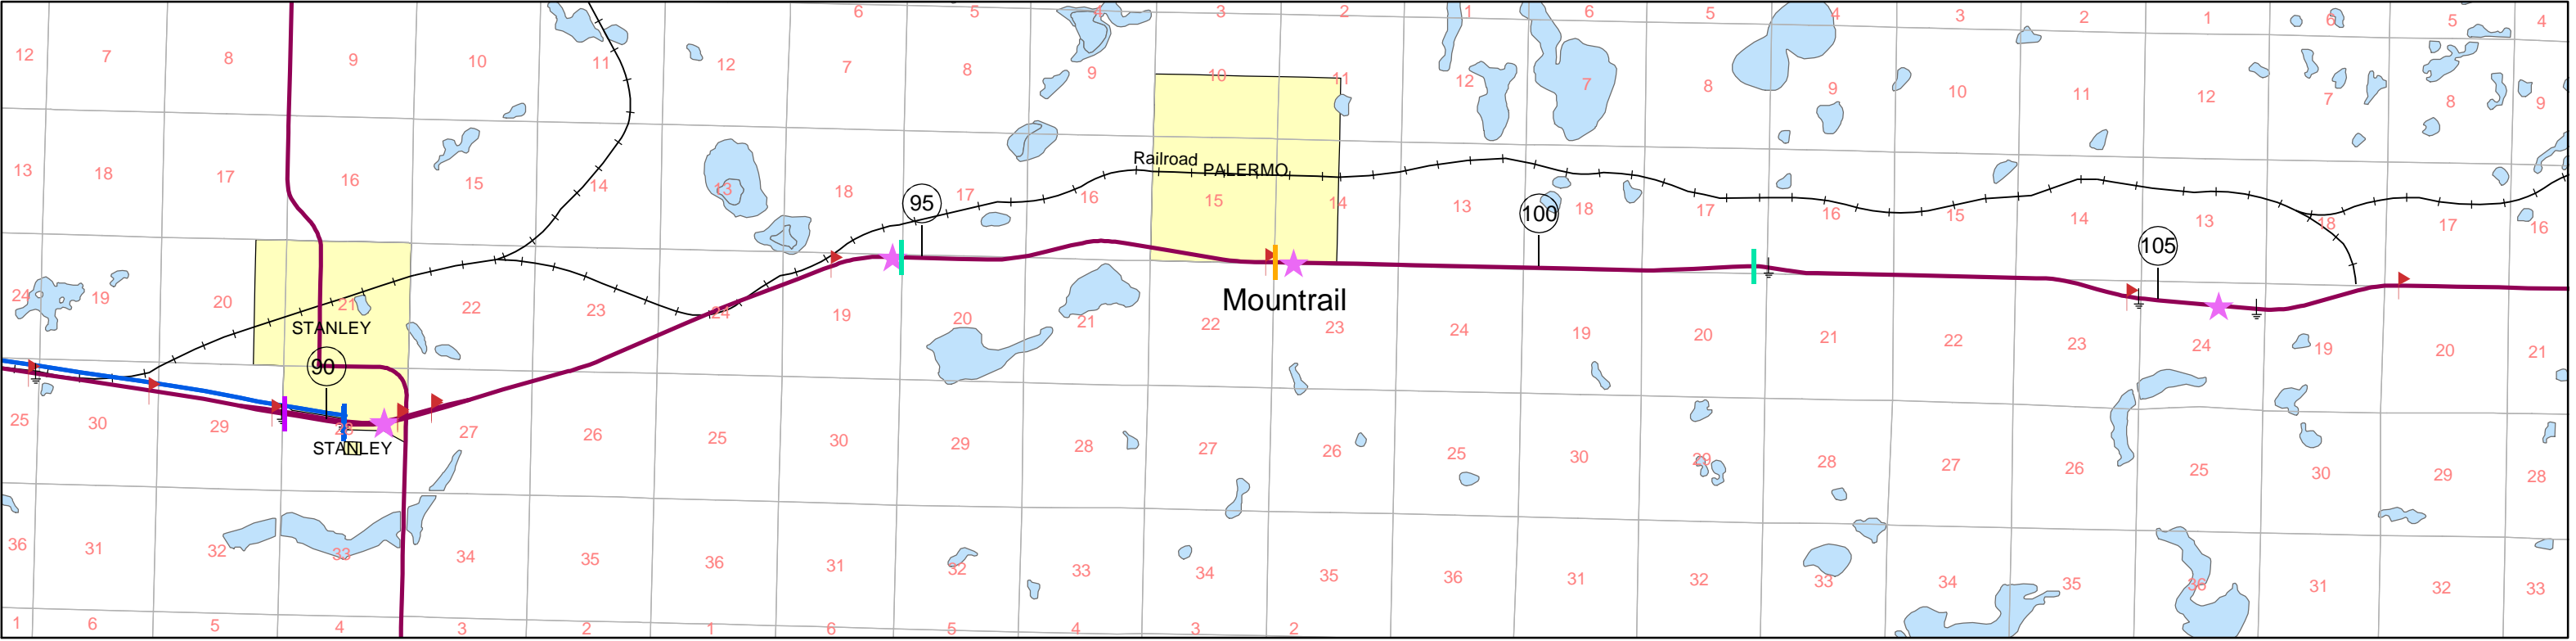 6 5 4 3 2 1 6 5 4 3 2 1 6 5 4
12 7 8 9 10 11 12 7 8 9 10 11 12 7 8 9 10 11 12 7 8 9
Railroad
PALERMO
13 18 17 16 15 14 13 18 17 16 15 14 13 18 17 16 15 14 13 18 17 16
95
100
105
24 19 20 21 22 23 24 19 20 21 22 23 24 19 20 21 22 23 24 19 20 21
Mountrail
STANLEY
90
25 30 29 28 27 26 25 30 29 28 27 26 25 30 29 28 27 26 25 30 29 28
STANLEY
36 31 32 33 34 35 36 31 32 33 34 35 36 31 32 33 34 35 36 31 32 33
1 6 5 4 3 2 1 6 5 4 3 2